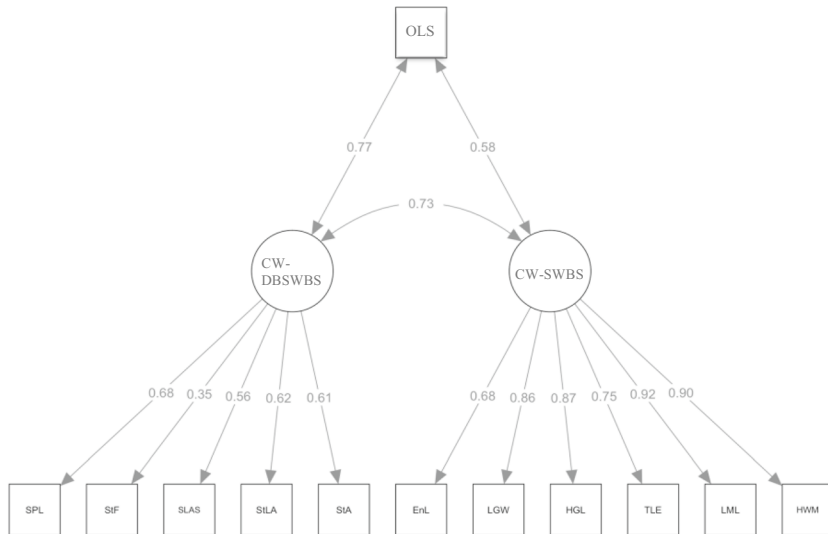 OLS
0.77
0.58
0.73
CW-
DBSWBS
CW-SWBS
0.68
0.35
0.56
0.62
0.61
0.68
0.86
0.87
0.75
0.92
0.90
SPL
StF
SLAS
StLA
StA
EnL
LGW
HGL
TLE
LML
HWM